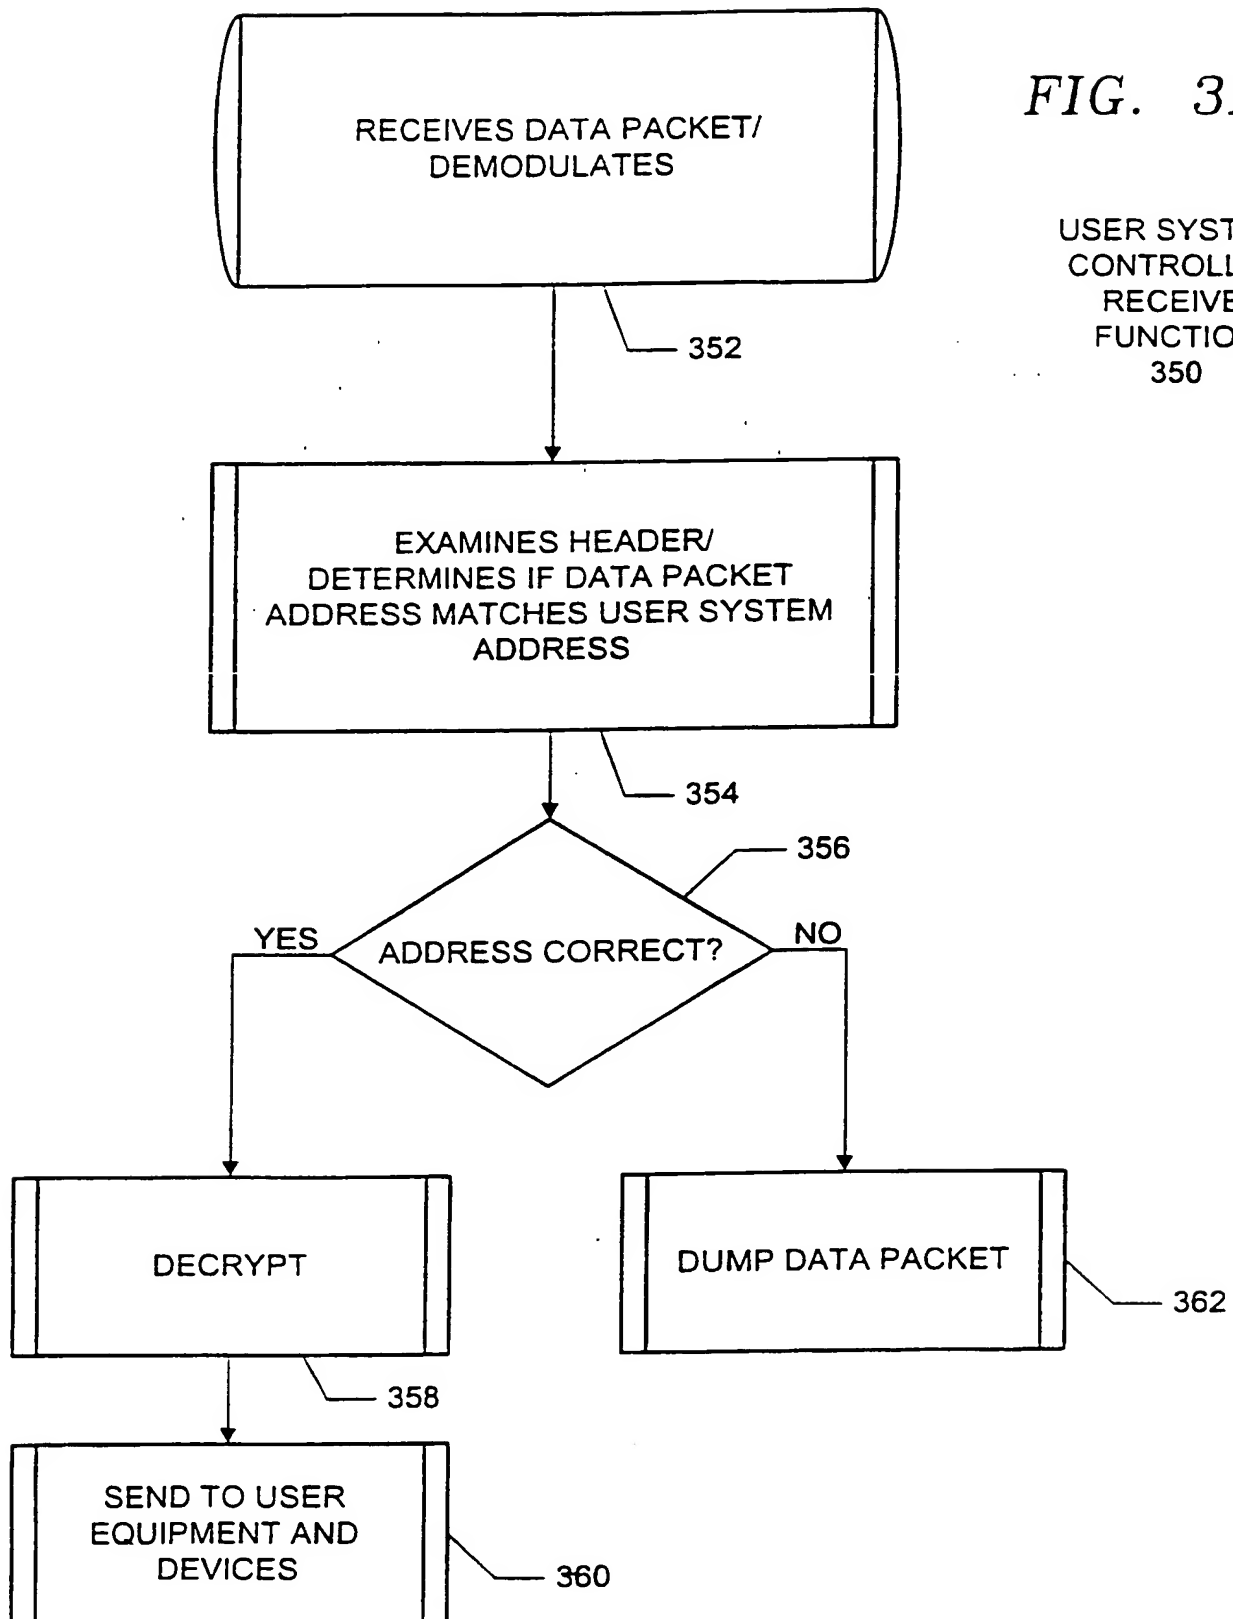 FIG. 3
RECEIVES DATA PACKET/
DEMODULATES
USER SYST
CONTROLL
RECEIVE
FUNCTIO
350
352
EXAMINES HEADER/
DETERMINES IF DATA PACKET
ADDRESS MATCHES USER SYSTEM
ADDRESS
354
356
YES
ADDRESS CORRECT?
NO
DECRYPT
DUMP DATA PACKET
362
358
SEND TO USER
EQUIPMENT AND
DEVICES
360